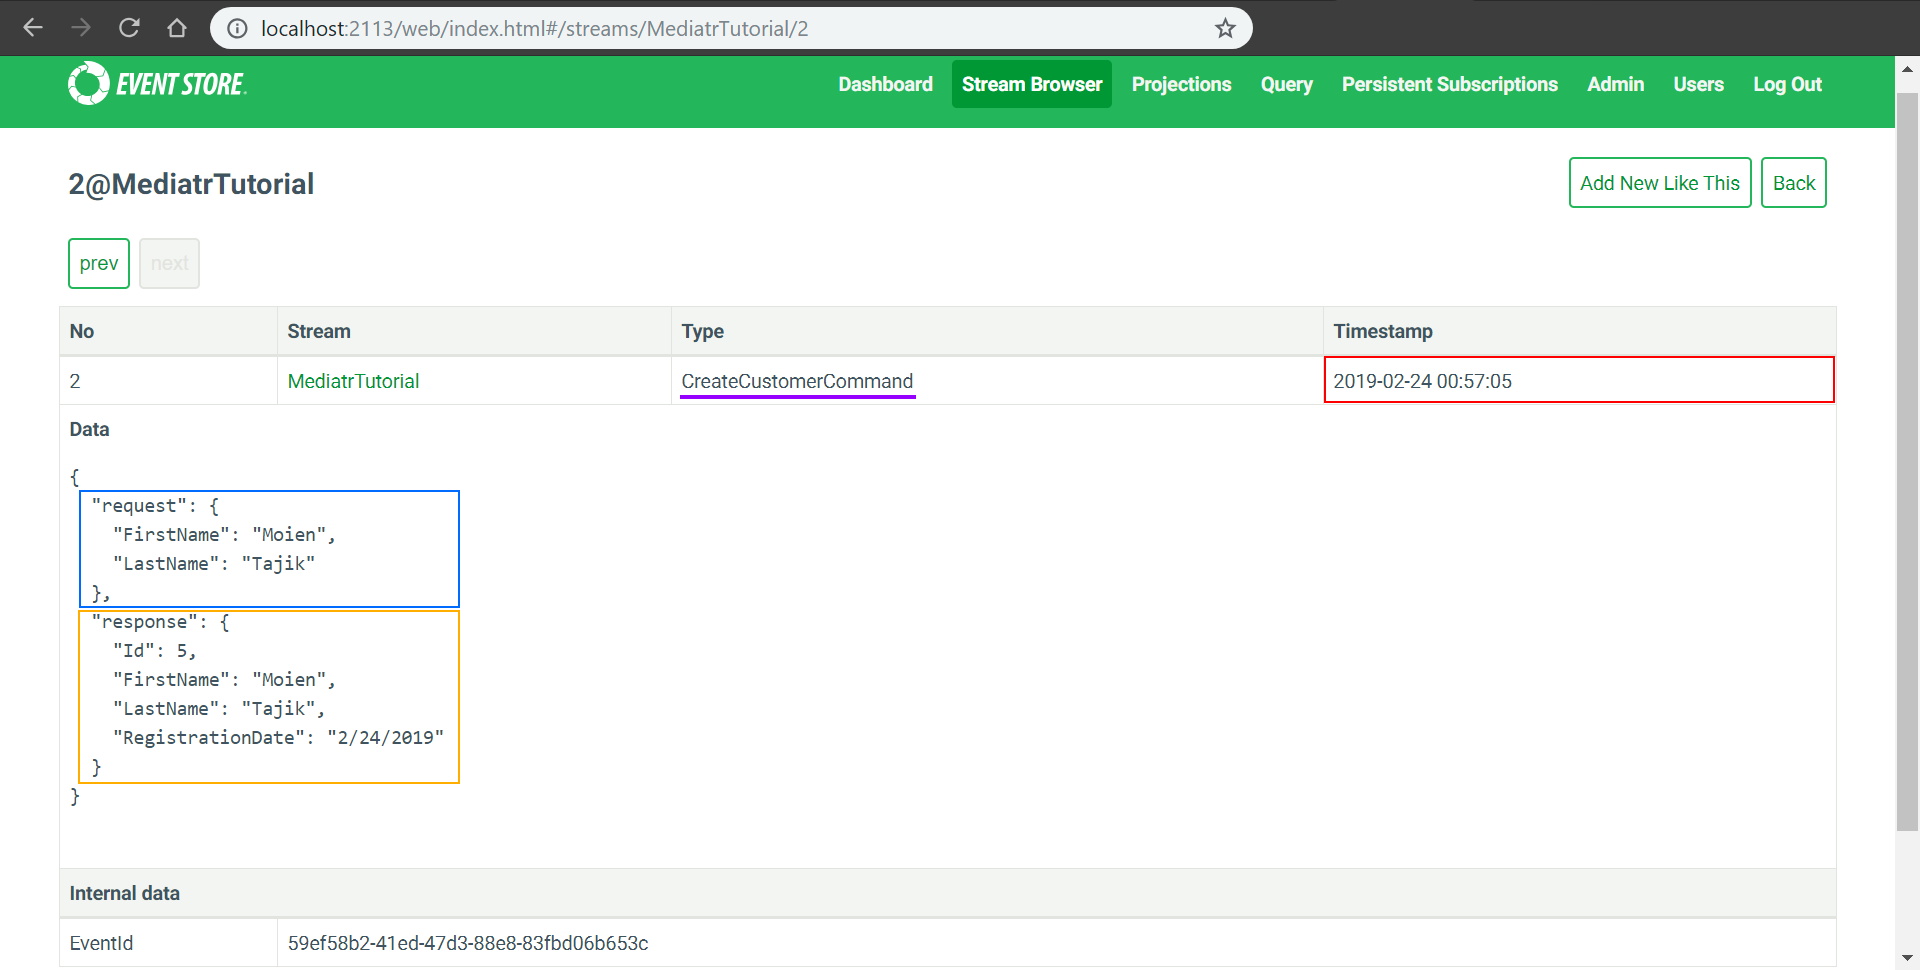 localhost:2113/web/index.html#/streams/MediatrTutorial/2
EVENT STORE
Dashboard Stream Browser Projections Query Persistent Subscriptions Admin Users Log Out
2@MediatrTutorial
Add New Like This Back
prev next
No Stream Type Timestamp
2 MediatrTutorial CreateCustomerCommand 2019-02-24 00:57:05
Data
{
"request": {
"FirstName": "Moien",
"LastName": "Tajik"
},
"response": {
"Id": 5,
"FirstName": "Moien",
"LastName": "Tajik",
"RegistrationDate": "2/24/2019"
}
}
Internal data
EventId 59ef58b2-41ed-47d3-88e8-83fbd06b653c